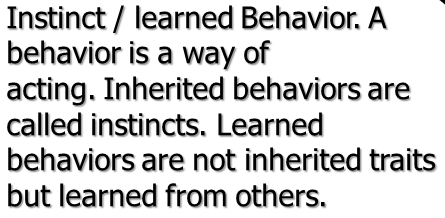 Instinct / learned Behavior. A
behavior is a way of
acting. Inherited behaviors are
called instincts. Learned
behaviors are not inherited traits
but learned from others.